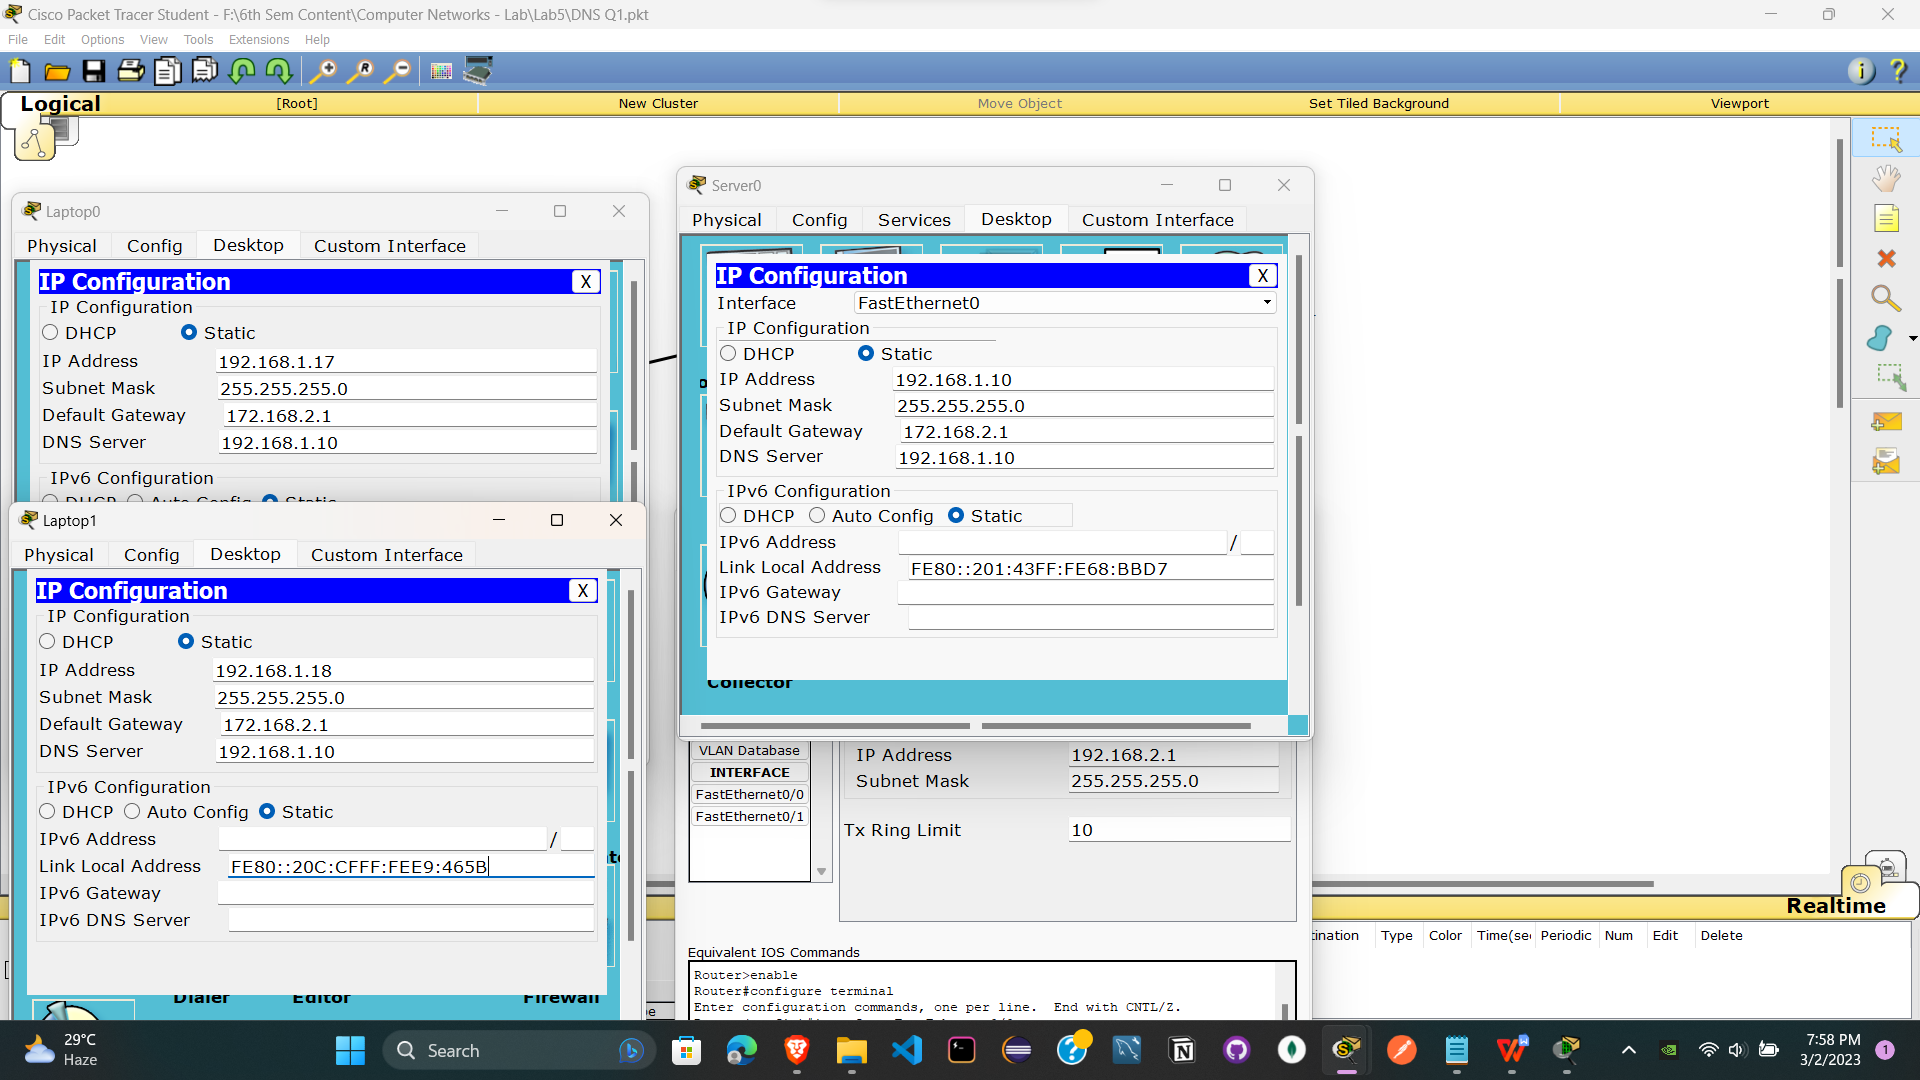 Cisco Packet Tracer Student - F:\6th Sem Content\Computer Networks - Lab\Lab5\DNS Q1.pkt
File Edit Options View Tools Extensions Help
Logical [Root] New Cluster Move Object Set Tiled Background Viewport
Laptop0
Physical Config Desktop Custom Interface
IP Configuration X
IP Configuration
DHCP Static
IP Address 192.168.1.17
Subnet Mask 255.255.255.0
Default Gateway 172.168.2.1
DNS Server 192.168.1.10
IPv6 Configuration
DHCP Auto Config Static
Laptop1
Physical Config Desktop Custom Interface
IP Configuration X
IP Configuration
DHCP Static
IP Address 192.168.1.18
Subnet Mask 255.255.255.0
Default Gateway 172.168.2.1
DNS Server 192.168.1.10
IPv6 Configuration
DHCP Auto Config Static
IPv6 Address /
Link Local Address FE80::20C:CFFF:FEE9:465B
IPv6 Gateway
IPv6 DNS Server
Dialer Editor Firewall
Server0
Physical Config Services Desktop Custom Interface
IP Configuration X
Interface FastEthernet0
IP Configuration
DHCP Static
IP Address 192.168.1.10
Subnet Mask 255.255.255.0
Default Gateway 172.168.2.1
DNS Server 192.168.1.10
IPv6 Configuration
DHCP Auto Config Static
IPv6 Address /
Link Local Address FE80::201:43FF:FE68:BBD7
IPv6 Gateway
IPv6 DNS Server
Collector
VLAN Database
INTERFACE
FastEthernet0/0
FastEthernet0/1
IP Address 192.168.2.1
Subnet Mask 255.255.255.0
Tx Ring Limit 10
Equivalent IOS Commands
Router>enable
Router#configure terminal
Enter configuration commands, one per line. End with CNTL/Z.
Realtime
ination Type Color Time(sec Periodic Num Edit Delete
29°C
Haze
Search
7:58 PM
3/2/2023
1